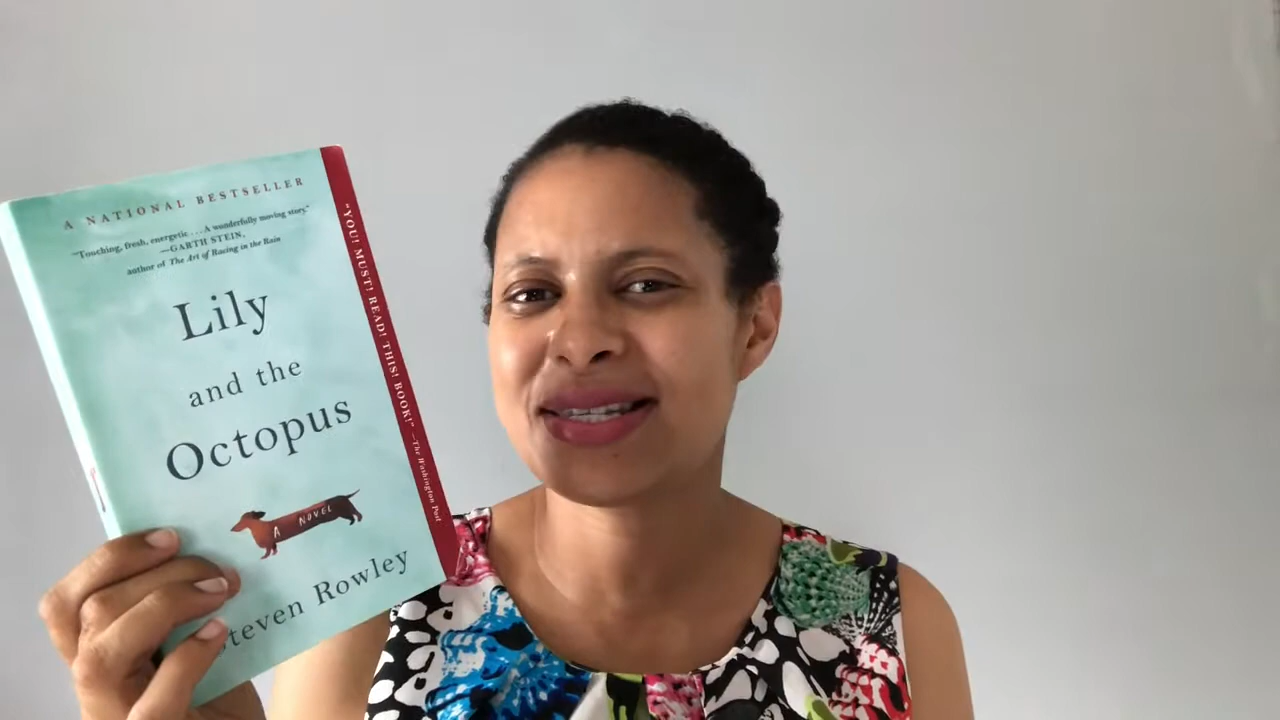 A NATIONAL BESTSELLER
"Touching, fresh, energetic . . . A wonderfully moving story."
—GARTH STEIN,
author of The Art of Racing in the Rain
Lily
and the
Octopus
A NOVEL
Steven Rowley
"YOU! MUST! READ! THIS! BOOK!" —The Washington Post